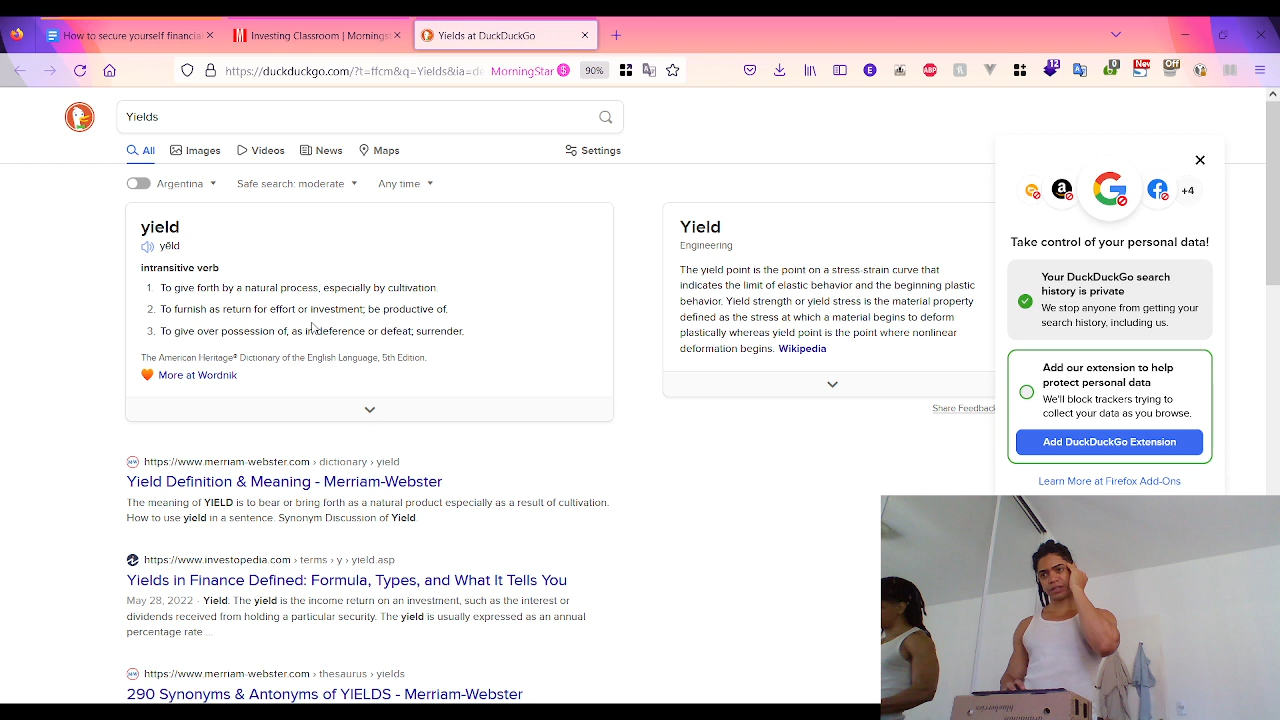 How to secure yourself financial
Investing Classroom | Mornings
Yields at DuckDuckGo
https://duckduckgo.com/?t=ffcm&q=Yields&ia=de
MorningStar
90%
12
0
New
Off
Yields
All
Images
Videos
News
Maps
Settings
Argentina
Safe search: moderate
Any time
yield
yēld
intransitive verb
1. To give forth by a natural process, especially by cultivation.
2. To furnish as return for effort or investment; be productive of.
3. To give over possession of, as in deference or defeat; surrender.
The American Heritage® Dictionary of the English Language, 5th Edition.
More at Wordnik
Yield
Engineering
The yield point is the point on a stress-strain curve that
indicates the limit of elastic behavior and the beginning plastic
behavior. Yield strength or yield stress is the material property
defined as the stress at which a material begins to deform
plastically whereas yield point is the point where nonlinear
deformation begins. Wikipedia
Share Feedback
+4
Take control of your personal data!
Your DuckDuckGo search
history is private
We stop anyone from getting your
search history, including us.
Add our extension to help
protect personal data
We'll block trackers trying to
collect your data as you browse.
Add DuckDuckGo Extension
Learn More at Firefox Add-Ons
https://www.merriam-webster.com › dictionary › yield
Yield Definition & Meaning - Merriam-Webster
The meaning of YIELD is to bear or bring forth as a natural product especially as a result of cultivation.
How to use yield in a sentence. Synonym Discussion of Yield.
https://www.investopedia.com › terms › y › yield.asp
Yields in Finance Defined: Formula, Types, and What It Tells You
May 28, 2022 · Yield. The yield is the income return on an investment, such as the interest or
dividends received from holding a particular security. The yield is usually expressed as an annual
percentage rate ...
https://www.merriam-webster.com › thesaurus › yields
290 Synonyms & Antonyms of YIELDS - Merriam-Webster
blueberries